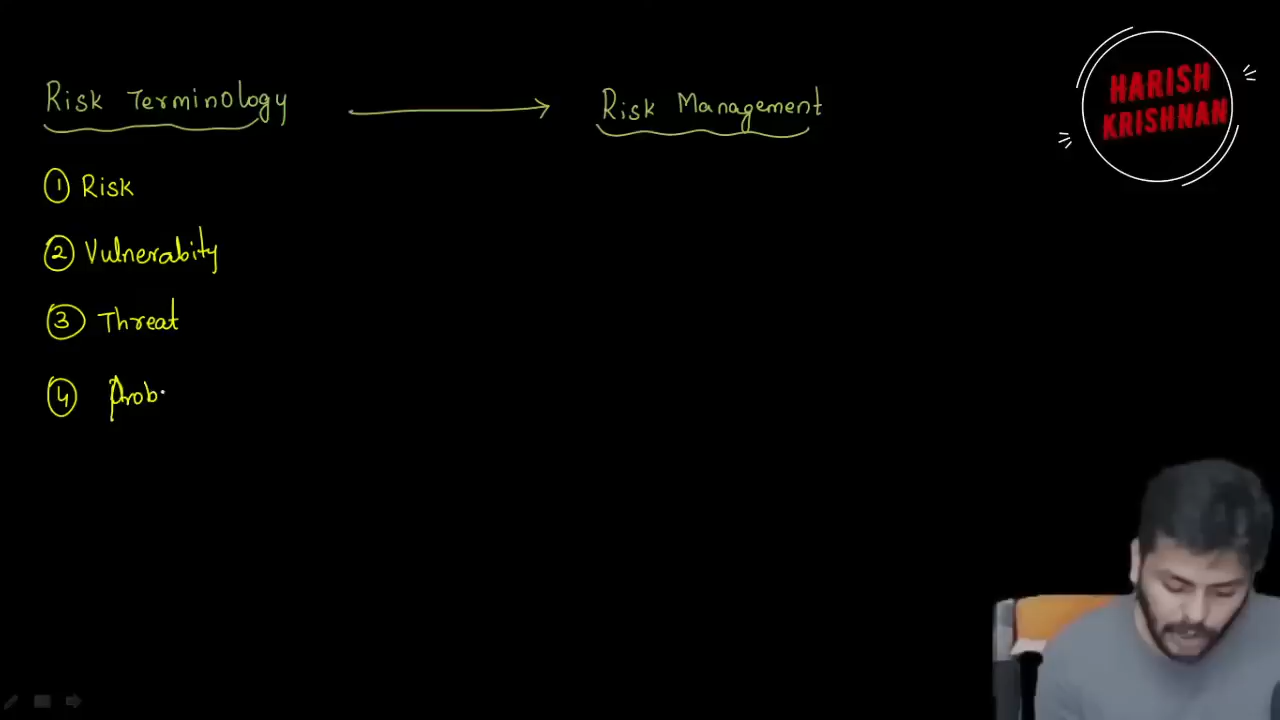 Risk Terminology
Risk Management
HARISH
KRISHNAN
1 Risk
2 Vulnerabity
3 Threat
4 Prob